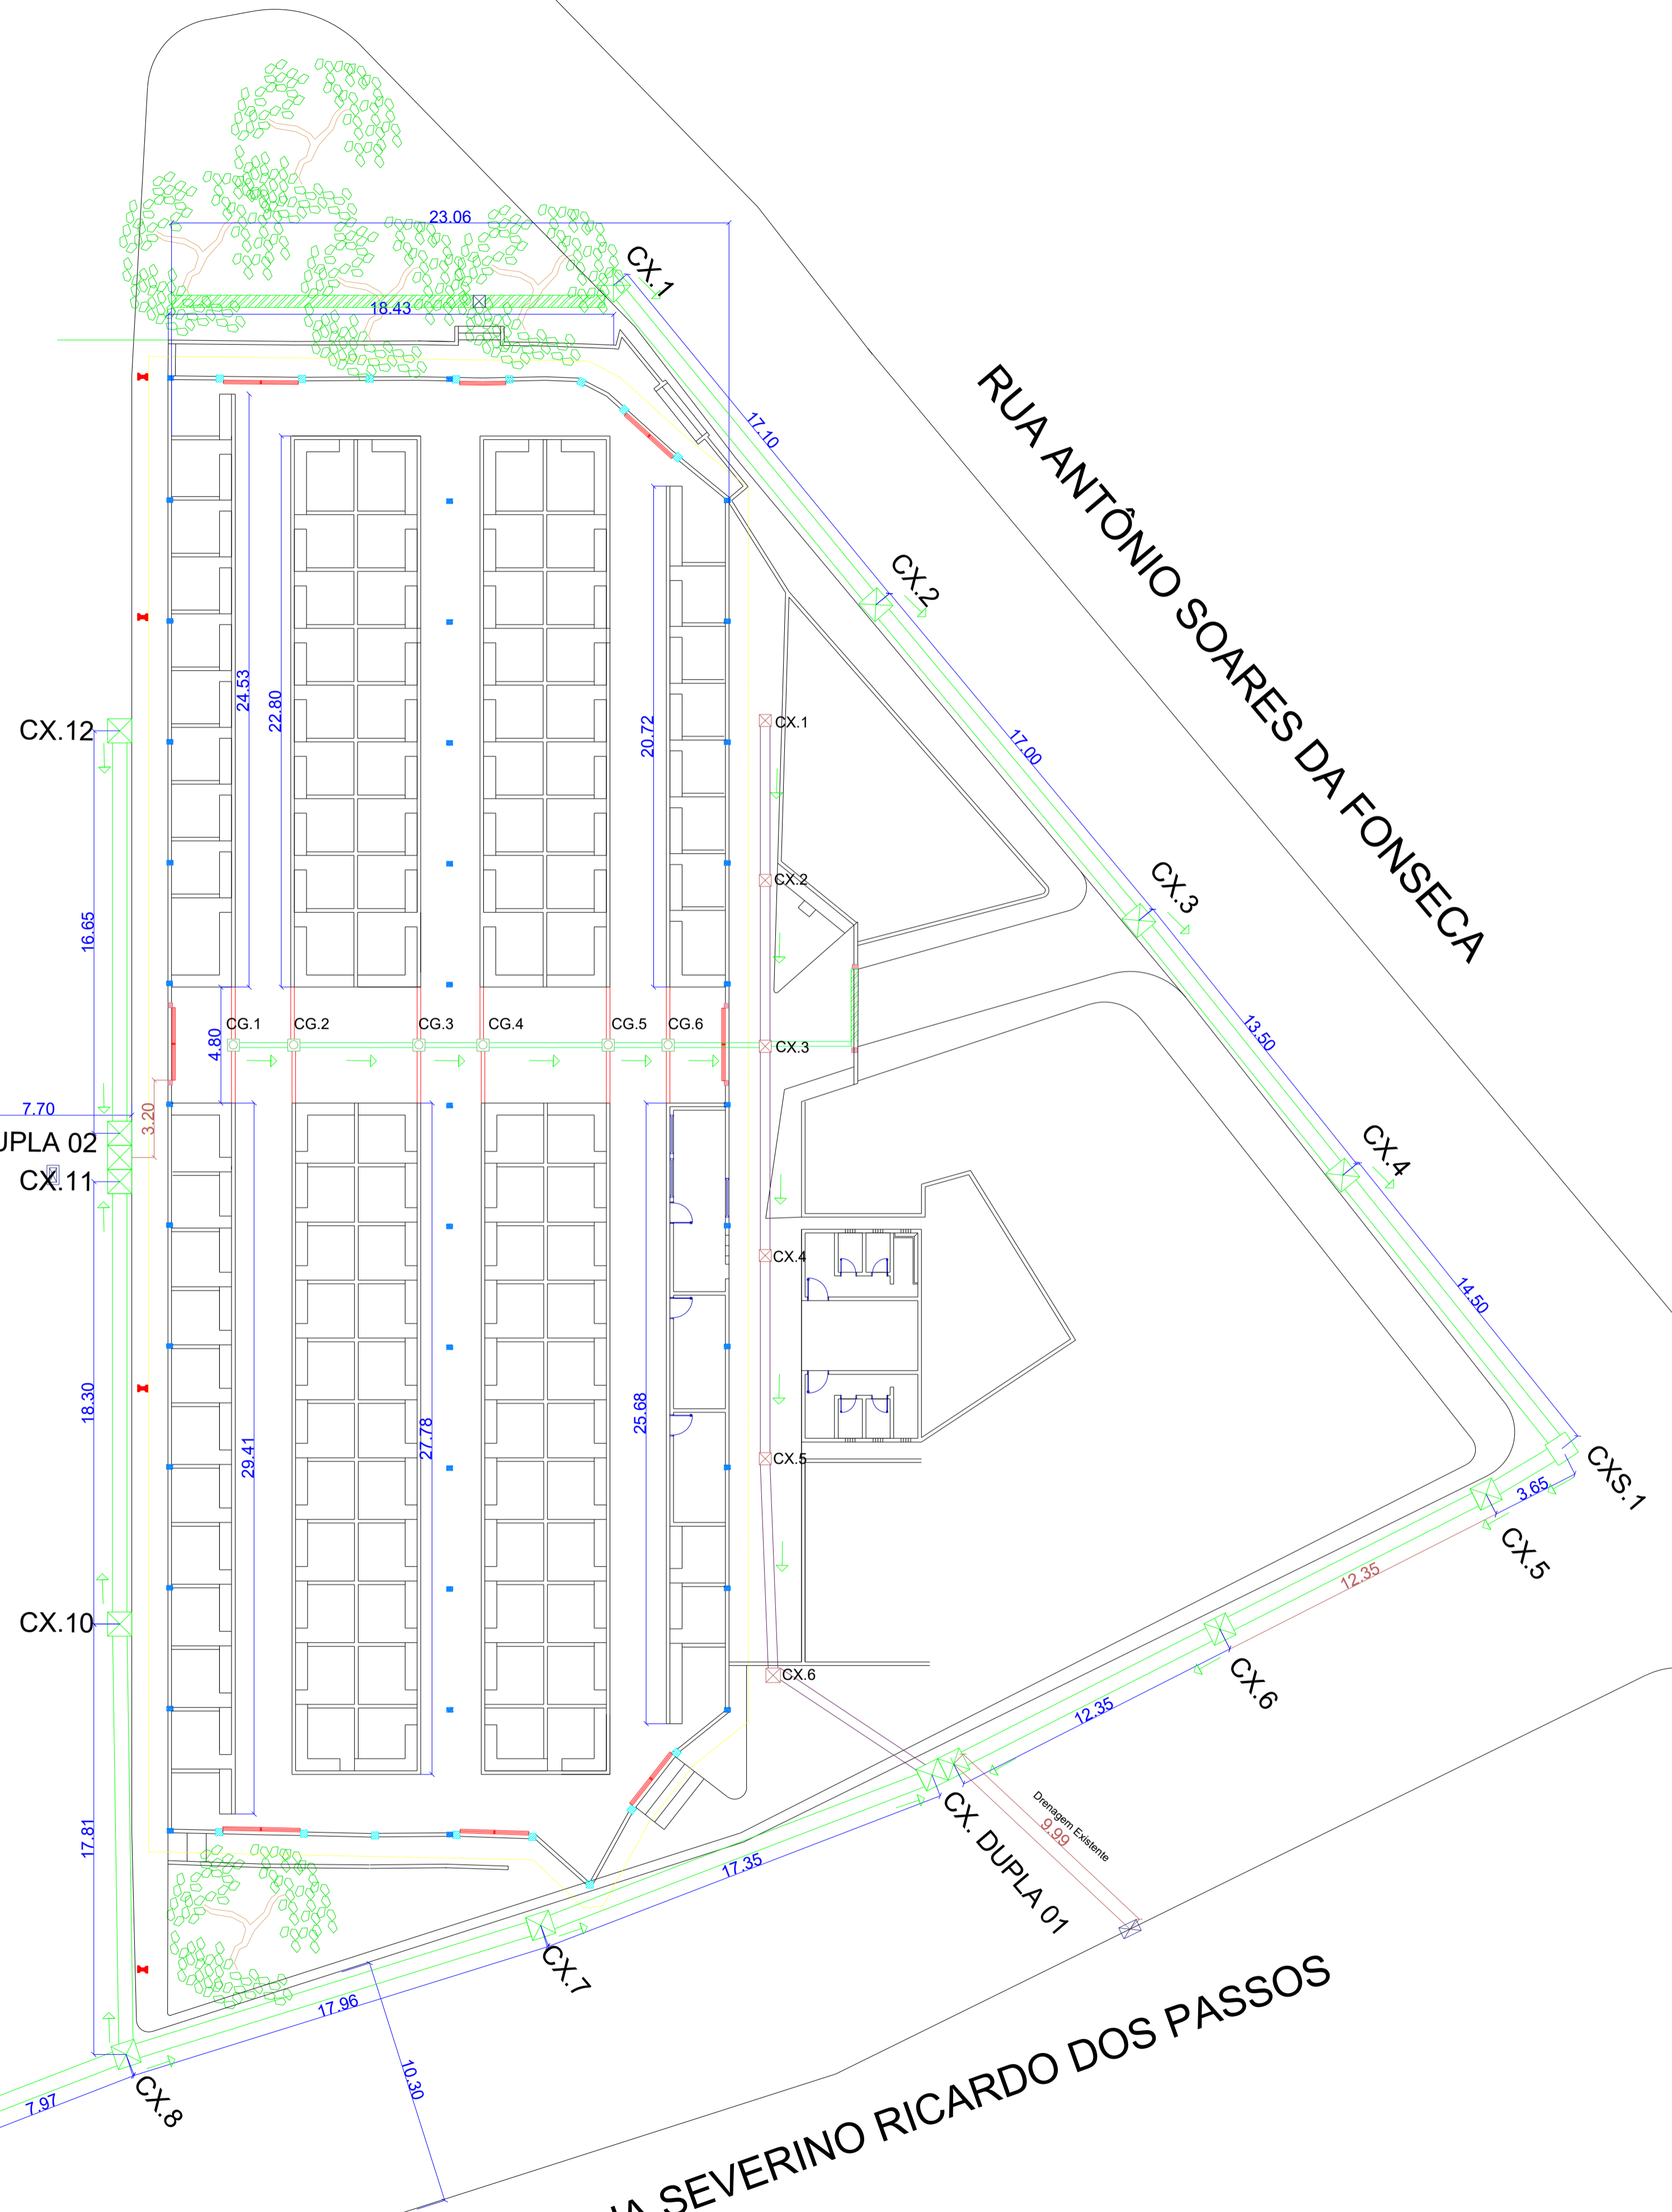 23.06
CX.1
18.43
17.10
RUA ANTÔNIO SOARES DA FONSECA
CX.2
24.53
22.80
20.72
CX.12
CX.1
17.00
CX.2
CX.3
16.65
CG.1
CG.2
CG.3
CG.4
CG.5
CG.6
4.80
CX.3
13.50
7.70
3.20
UPLA 02
CX.11
CX.4
CX.4
14.50
18.30
29.41
27.78
25.68
CX.5
CXS.1
3.65
CX.5
12.35
CX.10
CX.6
CX.6
12.35
17.81
CX. DUPLA 01
Drenagem Existente
9.99
17.35
CX.7
17.96
10.30
7.97
CX.8
SEVERINO RICARDO DOS PASSOS